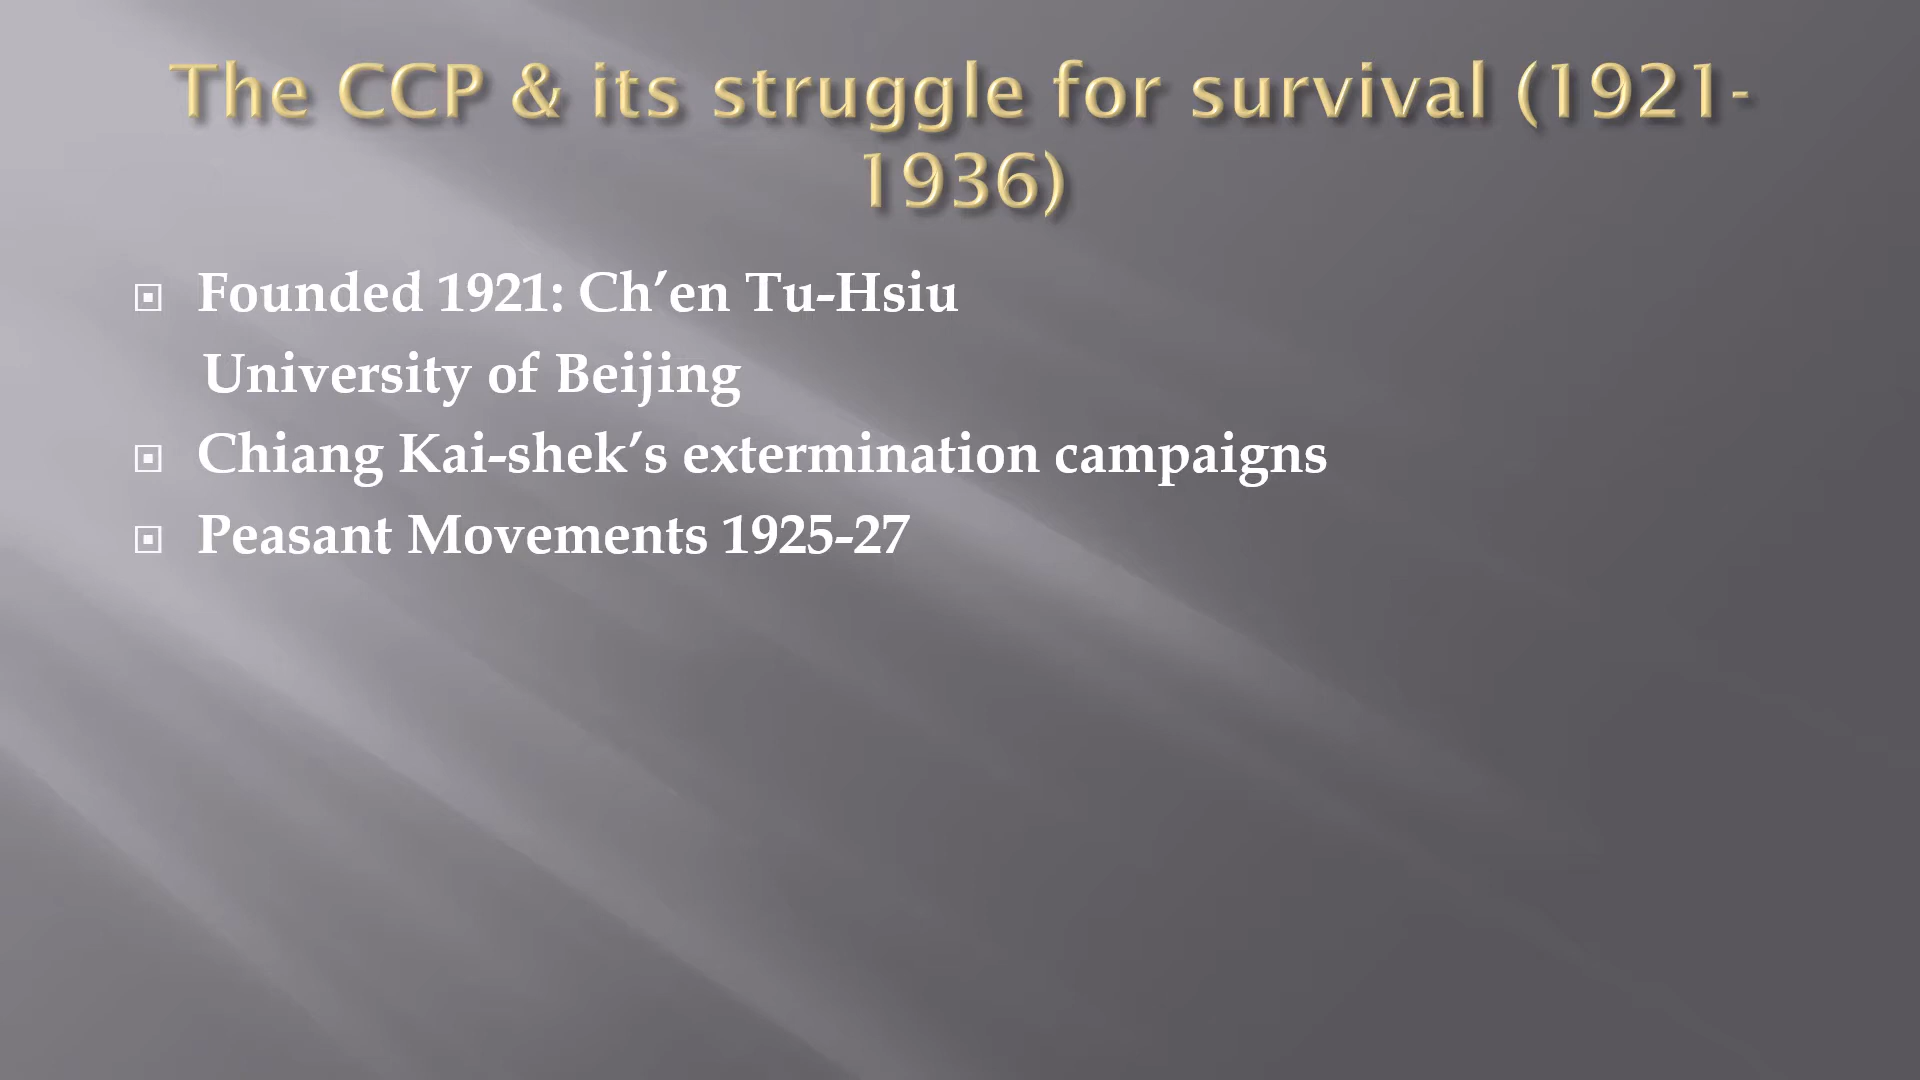 The CCP & its struggle for survival (1921-
1936)
Founded 1921: Ch’en Tu-Hsiu
University of Beijing
Chiang Kai-shek’s extermination campaigns
Peasant Movements 1925-27